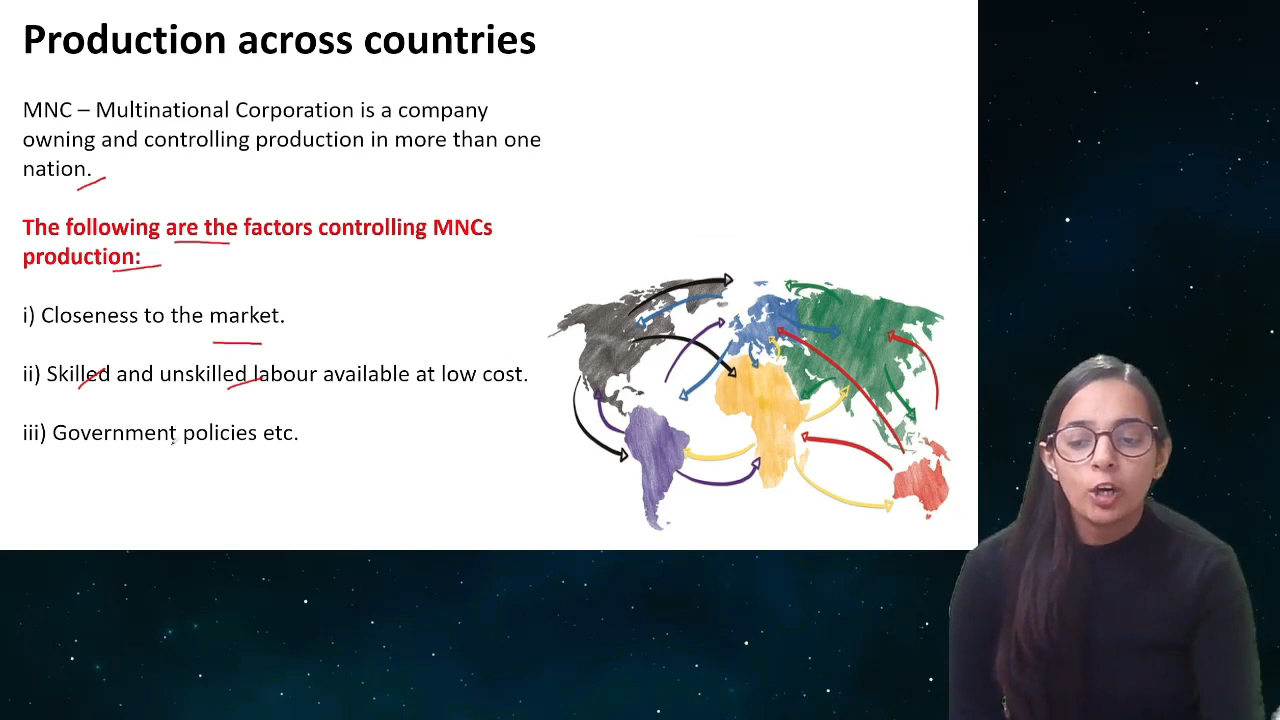 Production across countries
MNC – Multinational Corporation is a company
owning and controlling production in more than one
nation.
The following are the factors controlling MNCs
production:
i) Closeness to the market.
ii) Skilled and unskilled labour available at low cost.
iii) Government policies etc.